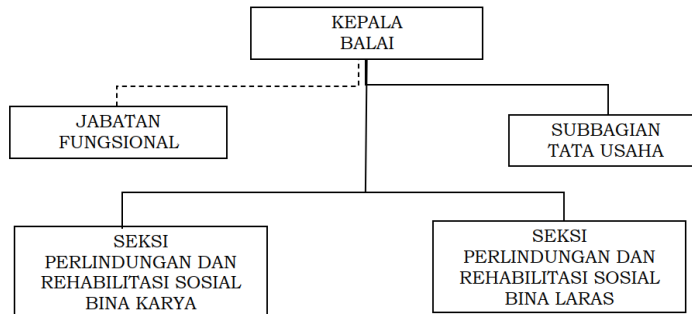 KEPALA
BALAI
JABATAN
FUNGSIONAL
SUBBAGIAN
TATA USAHA
SEKSI
PERLINDUNGAN DAN
REHABILITASI SOSIAL
BINA KARYA
SEKSI
PERLINDUNGAN DAN
REHABILITASI SOSIAL
BINA LARAS